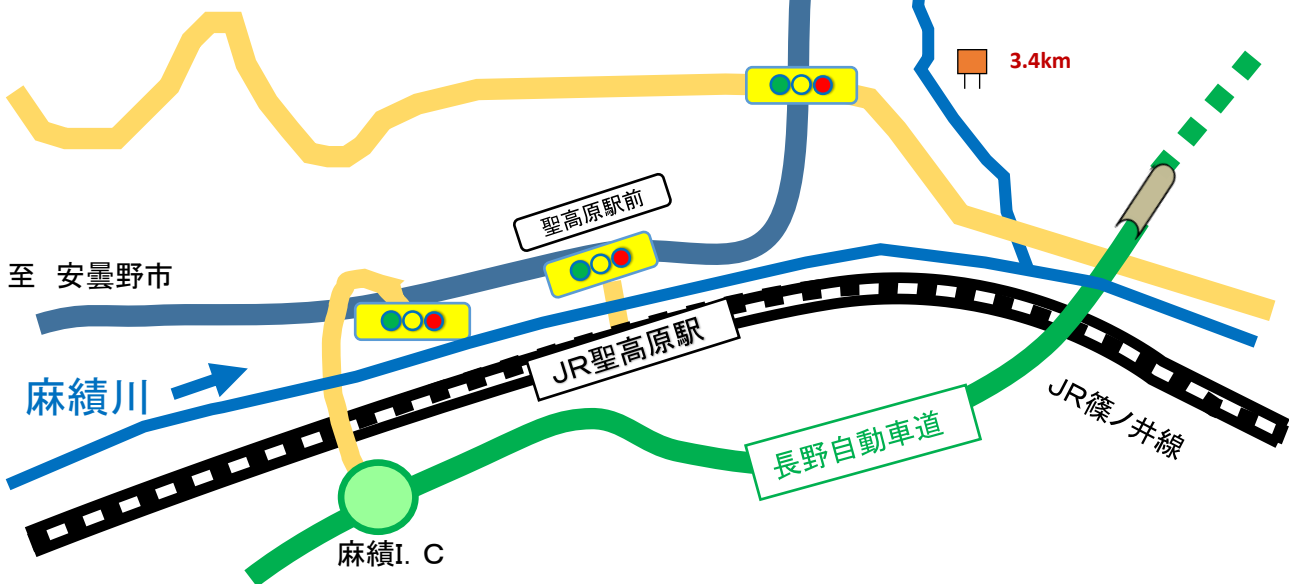 3.4km
聖高原駅前
至　安曇野市
JR聖高原駅
麻績川
JR篠ノ井線
長野自動車道
麻績I. C